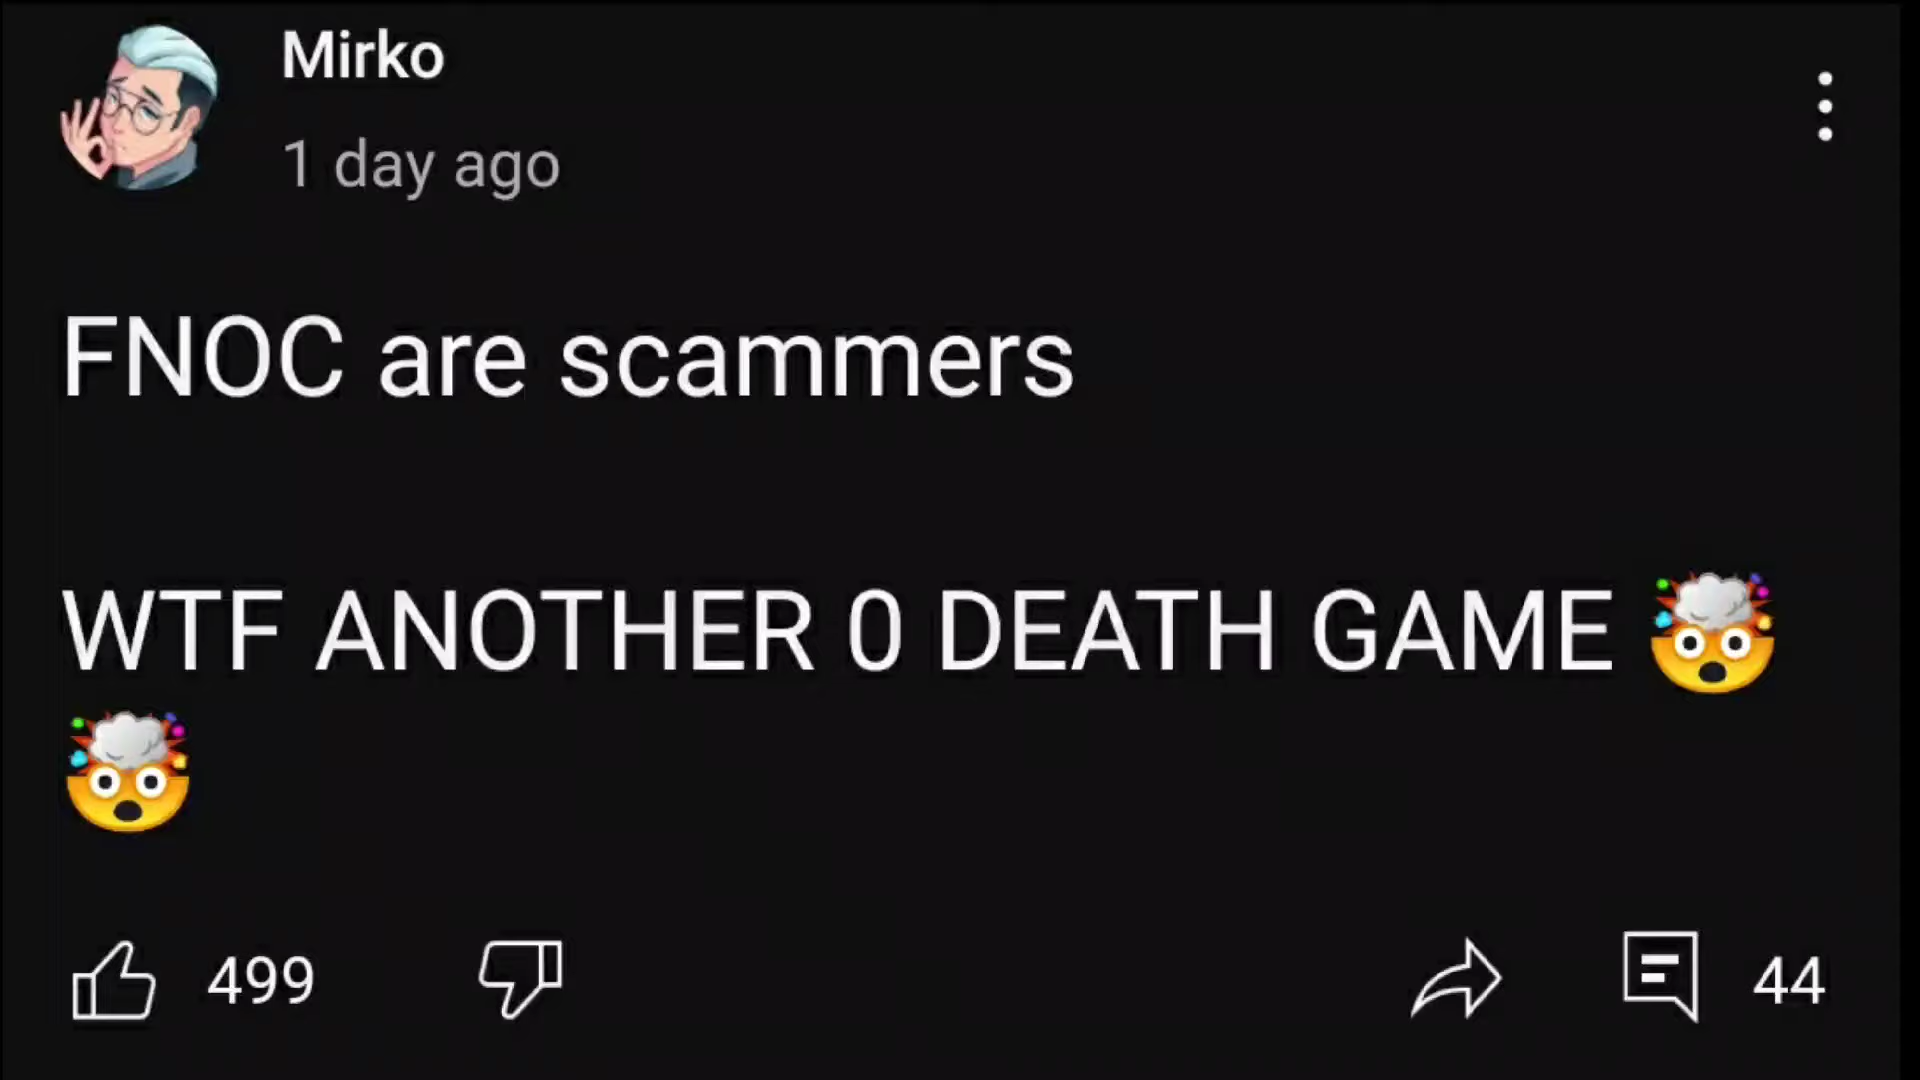 Mirko
1 day ago
FNOC are scammers
WTF ANOTHER 0 DEATH GAME 🤯
🤯
499
44